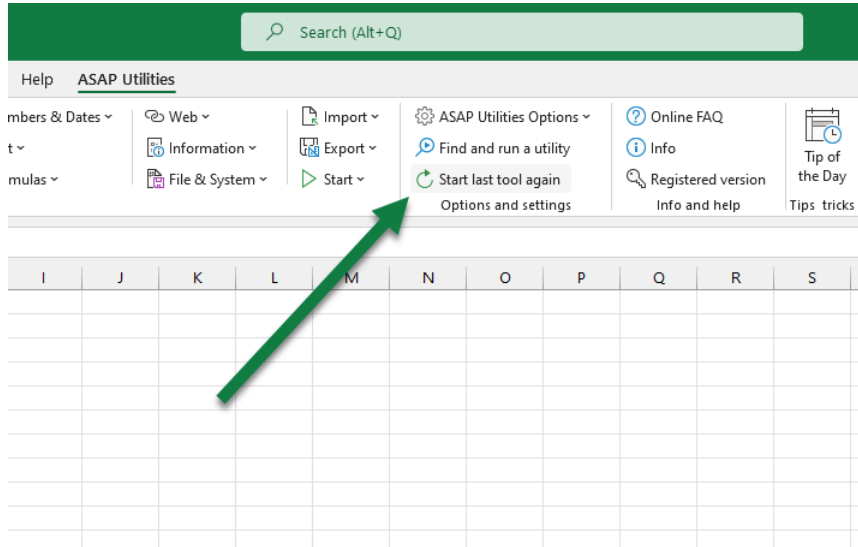 Search (Alt+Q)
Help ASAP Utilities
mbers & Dates Web Import ASAP Utilities Options Online FAQ
t Information Export Find and run a utility Info Tip of
mulas File & System Start Start last tool again Registered version the Day
Options and settings Info and help Tips tricks
I J K L M N O P Q R S